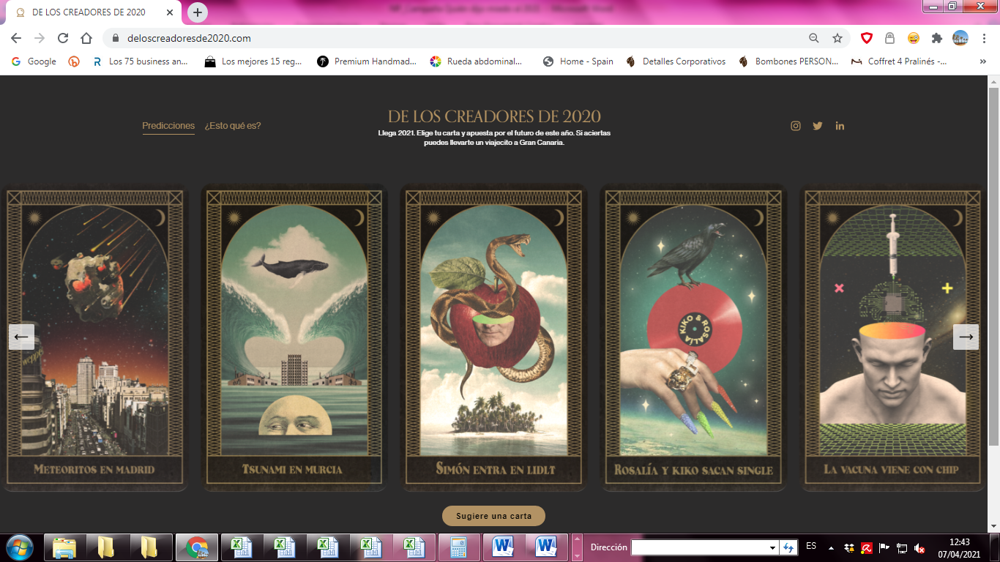 DE LOS CREADORES DE 2020
deloscreadoresde2020.com
Google
Los 75 business an...
Los mejores 15 reg...
Premium Handmad...
Rueda abdominal...
Home - Spain
Detalles Corporativos
Bombones PERSON...
Coffret 4 Pralinés -...
Predicciones
¿Esto qué es?
DE LOS CREADORES DE 2020
Llega 2021. Elige tu carta y apuesta por el futuro de este año. Si aciertas
puedes llevarte un viajecito a Gran Canaria.
KIKO & ROSALÍA
METEORITOS EN MADRID
TSUNAMI EN MURCIA
SIMÓN ENTRA EN LIDLT
ROSALÍA Y KIKO SACAN SINGLE
LA VACUNA VIENE CON CHIP
Sugiere una carta
Dirección
ES
12:43
07/04/2021